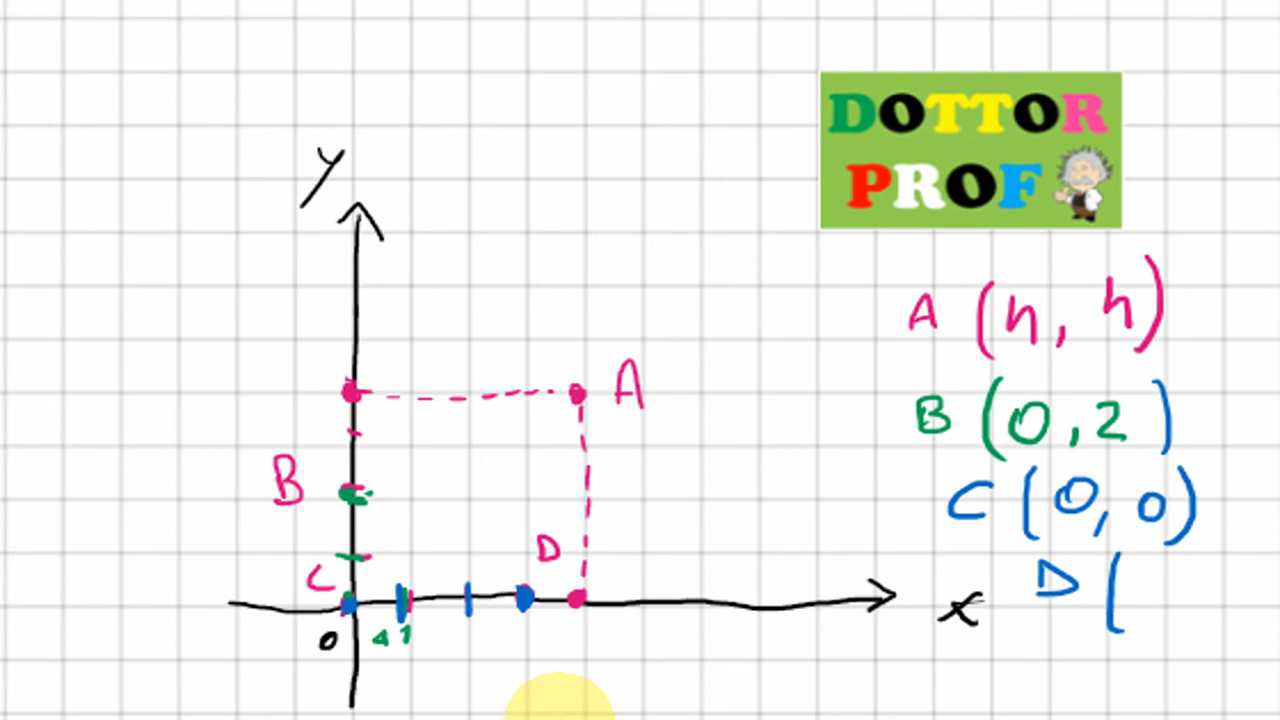 DOTTOR
PROF
y
A (4, 4)
A
B (0, 2)
B
C (0, 0)
D
D (
C
x
0
1